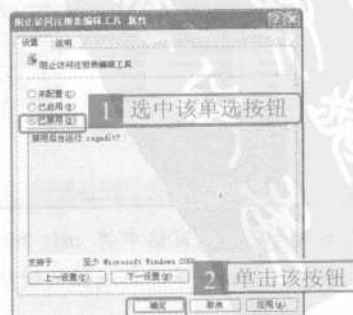 阻止访问注册表编辑工具 属性
设置 说明
阻止访问注册表编辑工具
未配置(C)
已启用(E)
已禁用(D)
1 选中该单选按钮
禁用后台运行 regedit?
支持于: 至少 Microsoft Windows 2000
上一设置(P) 下一设置(N)
2 单击该按钮
确定 取消 应用(A)